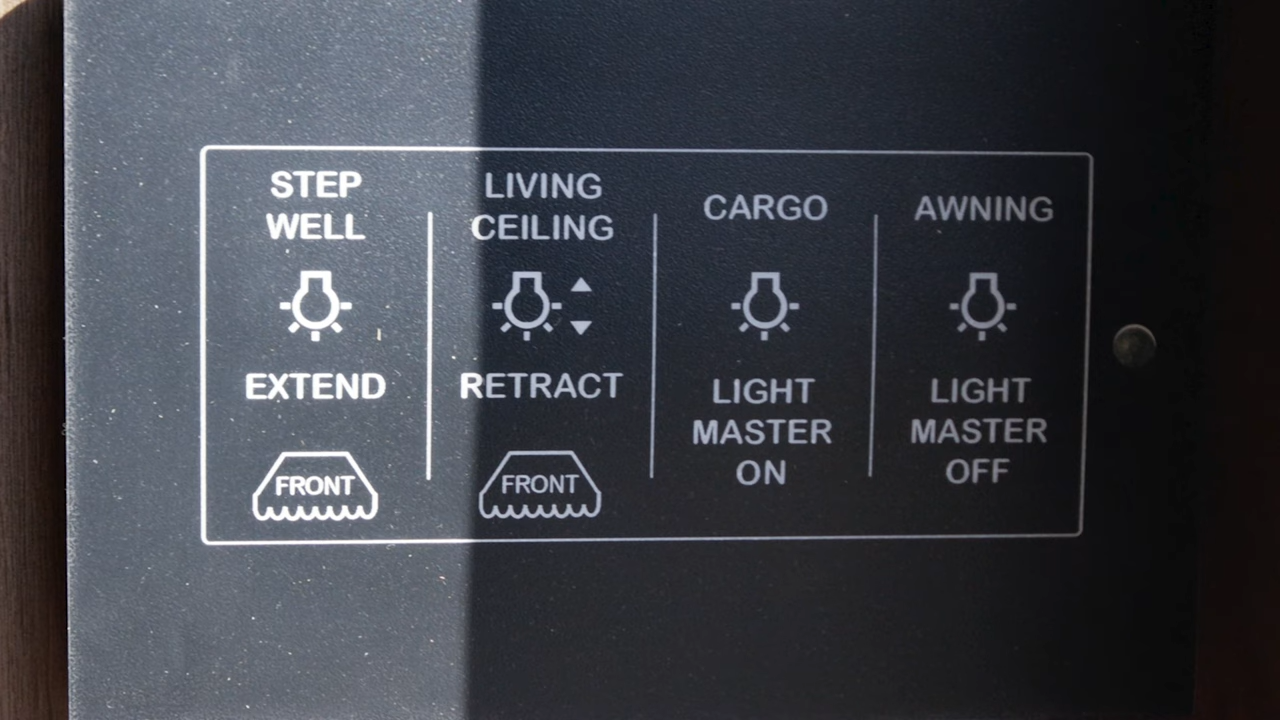 STEP
WELL
LIVING
CEILING
CARGO
AWNING
EXTEND
RETRACT
LIGHT
MASTER
ON
LIGHT
MASTER
OFF
FRONT
FRONT